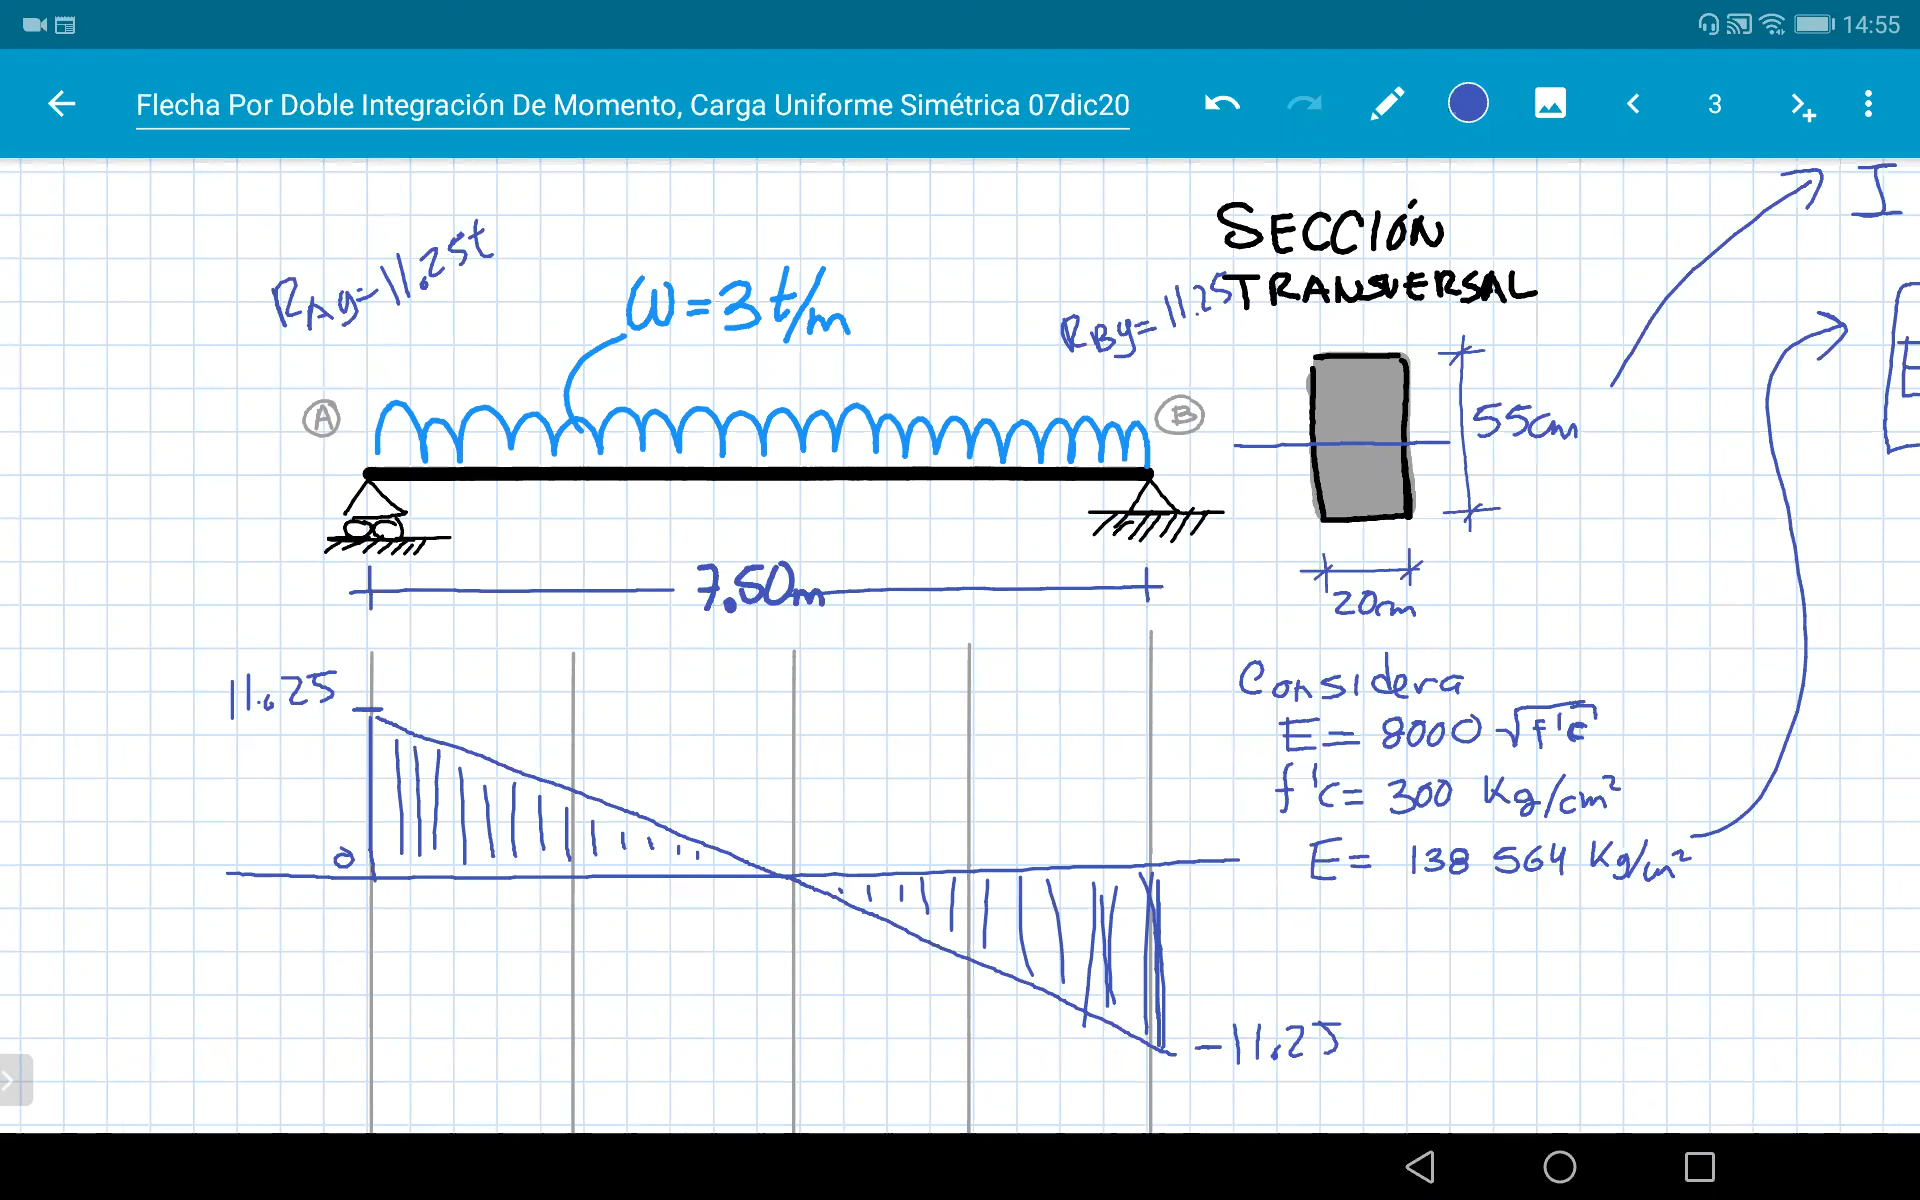 14:55
Flecha Por Doble Integración De Momento, Carga Uniforme Simétrica 07dic20
3
I
SECCIÓN
TRANSVERSAL
RAy=11.25t
ω=3t/m
RBy=11.25
A
B
55cm
7.50m
20cm
11.25
0
-11.25
Considera
E= 8000 √f'c
f'c= 300 Kg/cm²
E= 138 564 Kg/cm²
E